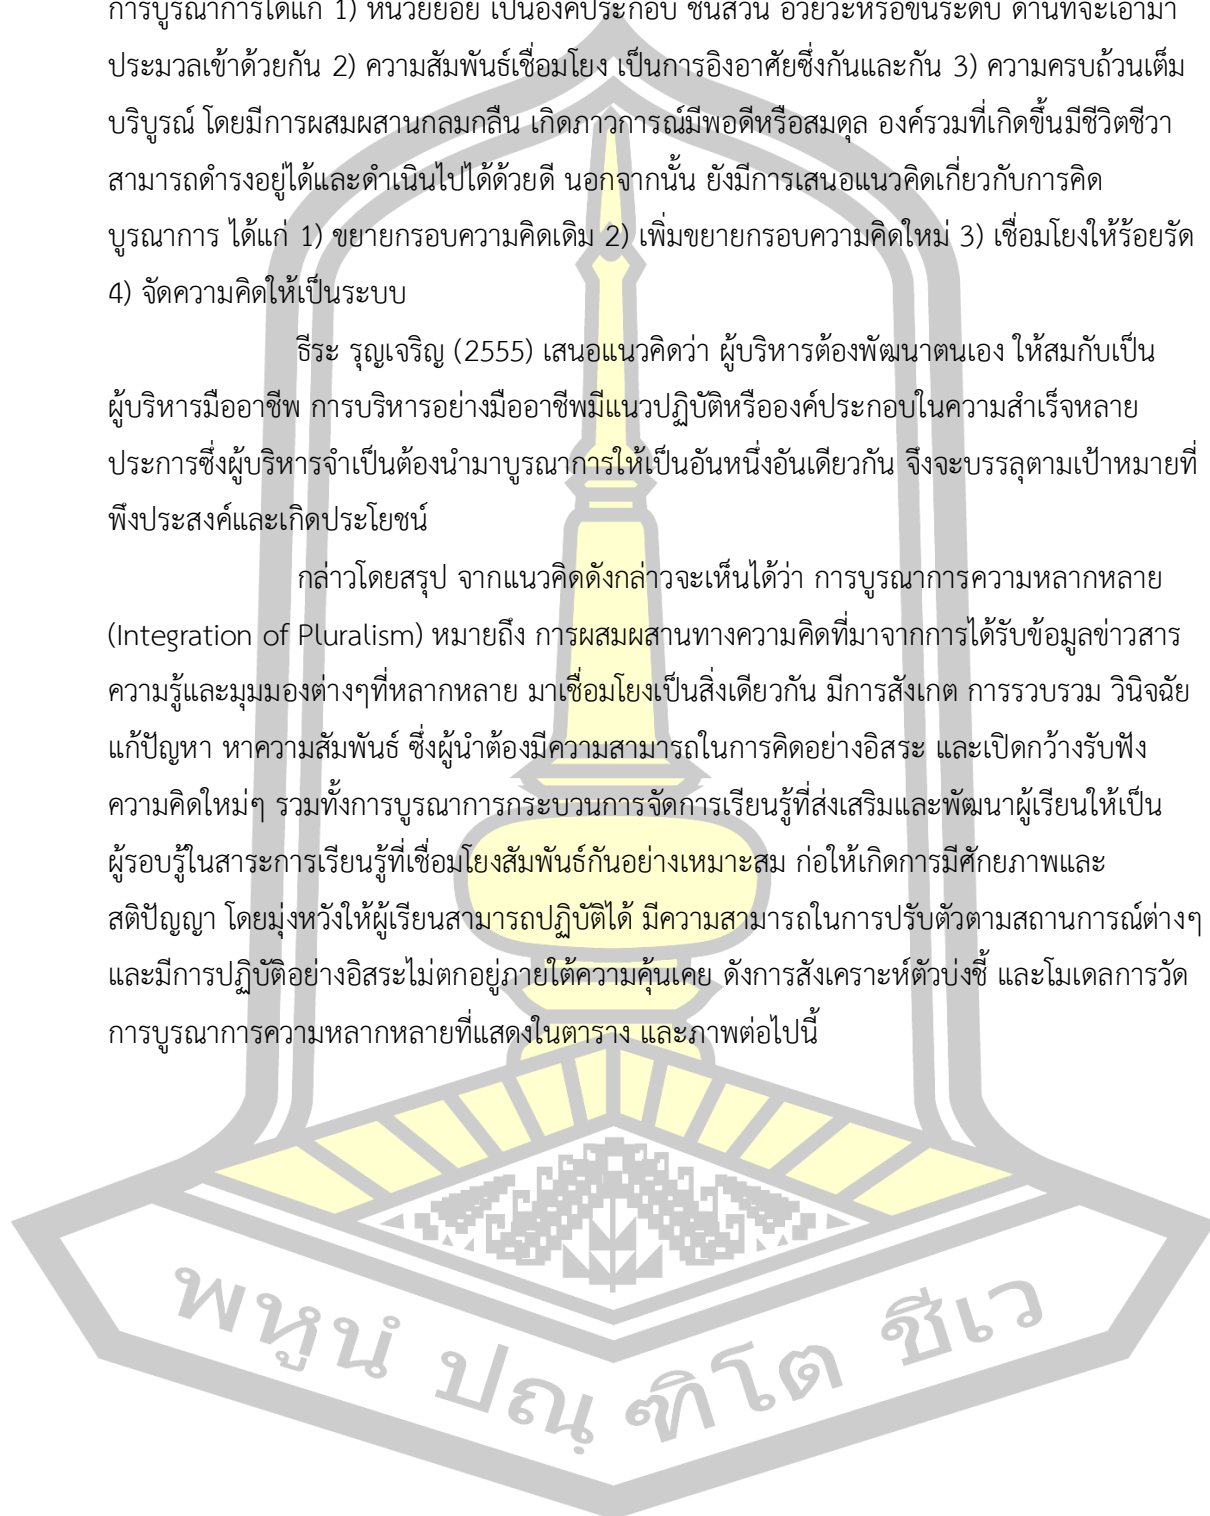 การบูรณาการได้แก่ 1) หน่วยย่อย เป็นองค์ประกอบ ชิ้นส่วน อวัยวะหรือขั้นระดับ ด้านที่จะเอามา
ประมวลเข้าด้วยกัน 2) ความสัมพันธ์เชื่อมโยง เป็นการอิงอาศัยซึ่งกันและกัน 3) ความครบถ้วนเต็ม
บริบูรณ์ โดยมีการผสมผสานกลมกลืน เกิดภาวการณ์มีพอดีหรือสมดุล องค์รวมที่เกิดขึ้นมีชีวิตชีวา
สามารถดำรงอยู่ได้และดำเนินไปได้ด้วยดี นอกจากนั้น ยังมีการเสนอแนวคิดเกี่ยวกับการคิด
บูรณาการ ได้แก่ 1) ขยายกรอบความคิดเดิม 2) เพิ่มขยายกรอบความคิดใหม่ 3) เชื่อมโยงให้ร้อยรัด
4) จัดความคิดให้เป็นระบบ
ธีระ รุญเจริญ (2555) เสนอแนวคิดว่า ผู้บริหารต้องพัฒนาตนเอง ให้สมกับเป็น
ผู้บริหารมืออาชีพ การบริหารอย่างมืออาชีพมีแนวปฏิบัติหรือองค์ประกอบในความสำเร็จหลาย
ประการซึ่งผู้บริหารจำเป็นต้องนำมาบูรณาการให้เป็นอันหนึ่งอันเดียวกัน จึงจะบรรลุตามเป้าหมายที่
พึงประสงค์และเกิดประโยชน์
กล่าวโดยสรุป จากแนวคิดดังกล่าวจะเห็นได้ว่า การบูรณาการความหลากหลาย
(Integration of Pluralism) หมายถึง การผสมผสานทางความคิดที่มาจากการได้รับข้อมูลข่าวสาร
ความรู้และมุมมองต่างๆที่หลากหลาย มาเชื่อมโยงเป็นสิ่งเดียวกัน มีการสังเกต การรวบรวม วินิจฉัย
แก้ปัญหา หาความสัมพันธ์ ซึ่งผู้นำต้องมีความสามารถในการคิดอย่างอิสระ และเปิดกว้างรับฟัง
ความคิดใหม่ๆ รวมทั้งการบูรณาการกระบวนการจัดการเรียนรู้ที่ส่งเสริมและพัฒนาผู้เรียนให้เป็น
ผู้รอบรู้ในสาระการเรียนรู้ที่เชื่อมโยงสัมพันธ์กันอย่างเหมาะสม ก่อให้เกิดการมีศักยภาพและ
สติปัญญา โดยมุ่งหวังให้ผู้เรียนสามารถปฏิบัติได้ มีความสามารถในการปรับตัวตามสถานการณ์ต่างๆ
และมีการปฏิบัติอย่างอิสระไม่ตกอยู่ภายใต้ความคุ้นเคย ดังการสังเคราะห์ตัวบ่งชี้ และโมเดลการวัด
การบูรณาการความหลากหลายที่แสดงในตาราง และภาพต่อไปนี้
พหูนํ ปณฺฑิโต ชีเว